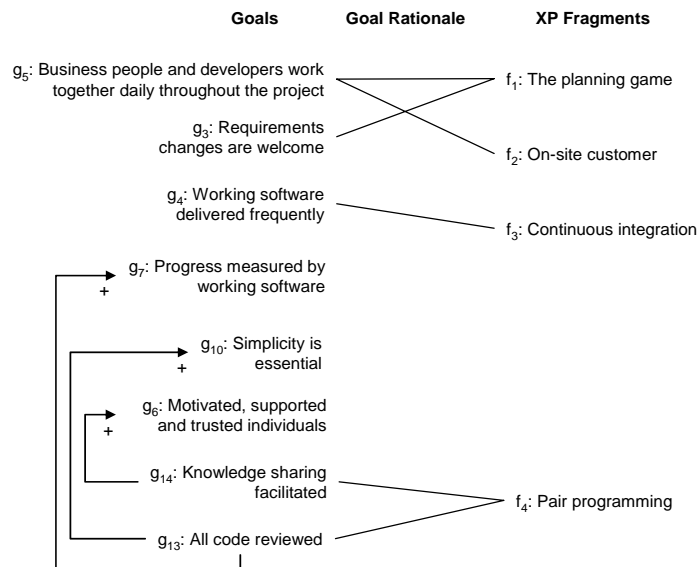 Goals Goal Rationale XP Fragments
g5: Business people and developers work
together daily throughout the project
f1: The planning game
g3: Requirements
changes are welcome
f2: On-site customer
g4: Working software
delivered frequently
f3: Continuous integration
g7: Progress measured by
working software
+
g10: Simplicity is
essential
+
g6: Motivated, supported
and trusted individuals
+
g14: Knowledge sharing
facilitated
f4: Pair programming
g13: All code reviewed